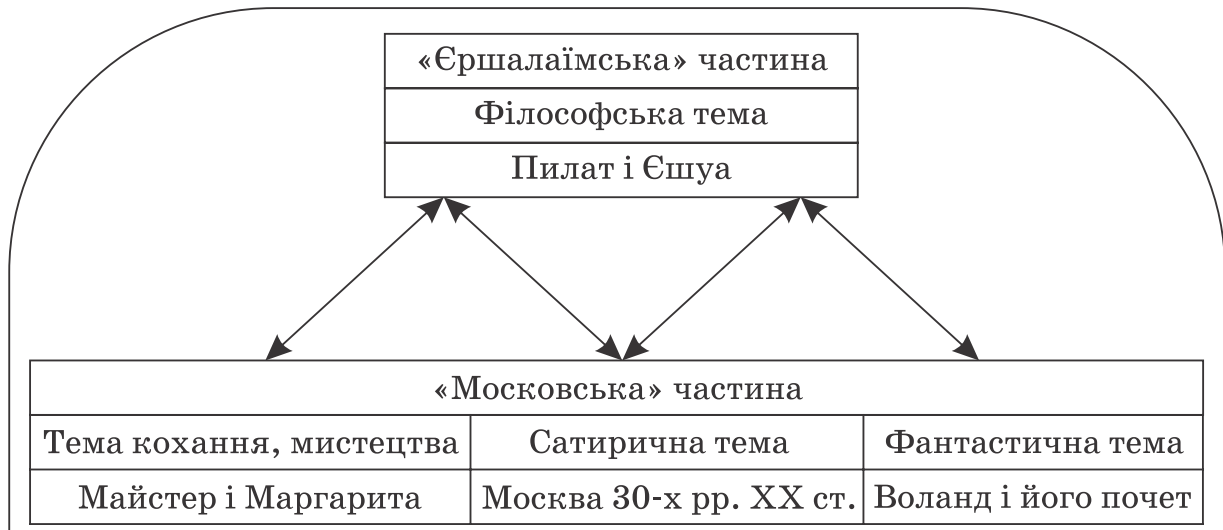 «Єршалаїмська» частина
Філософська тема
Пилат і Єшуа
«Московська» частина
Тема кохання, мистецтва Сатирична тема Фантастична тема
Майстер і Маргарита Москва 30-х рр. ХХ ст. Воланд і його почет